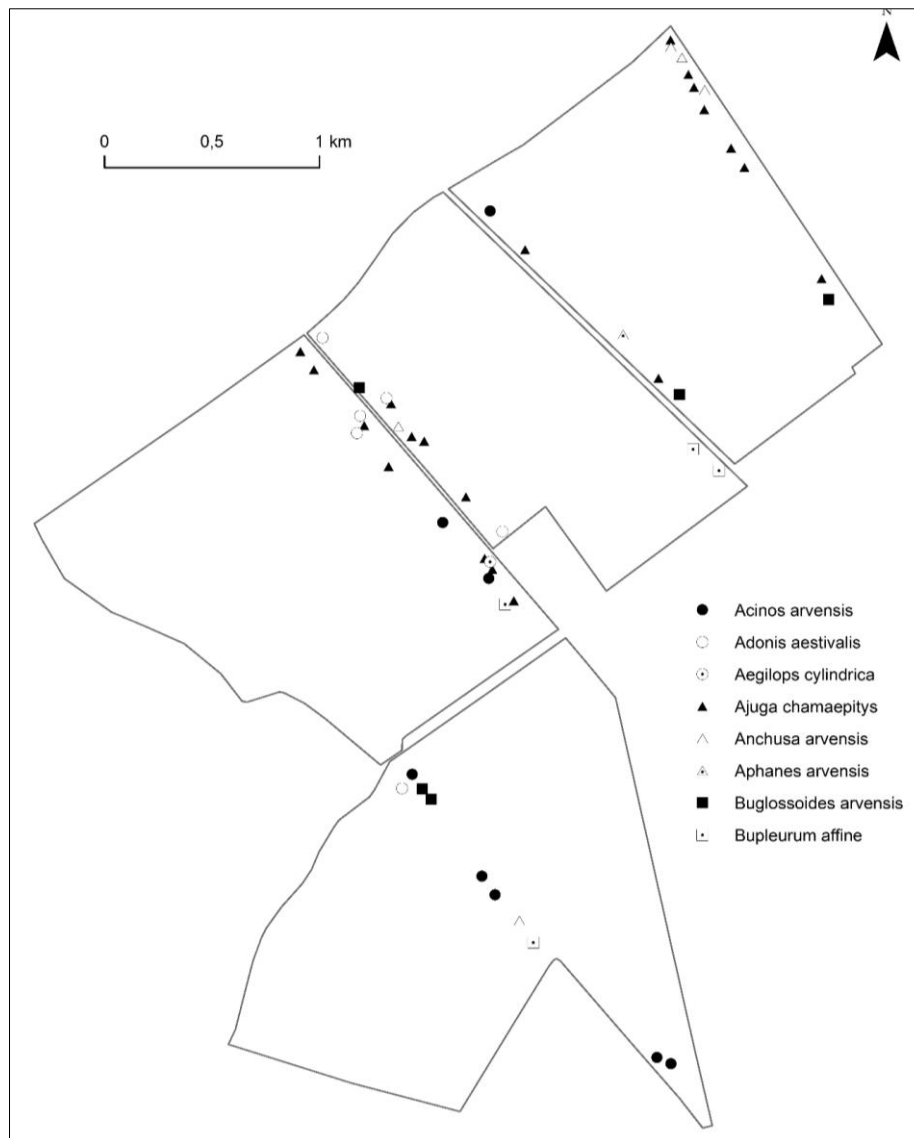 N
0 0,5 1 km
Acinos arvensis
Adonis aestivalis
Aegilops cylindrica
Ajuga chamaepitys
Anchusa arvensis
Aphanes arvensis
Buglossoides arvensis
Bupleurum affine